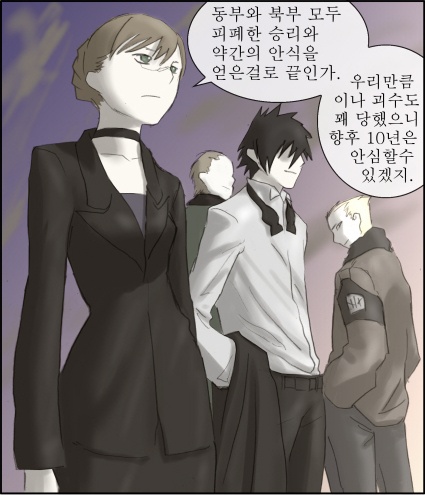 동부와 북부 모두
피폐한 승리와
약간의 안식을
얻은걸로 끝인가.
우리만큼
이나 괴수도
꽤 당했으니
향후 10년은
안심할수
있겠지.